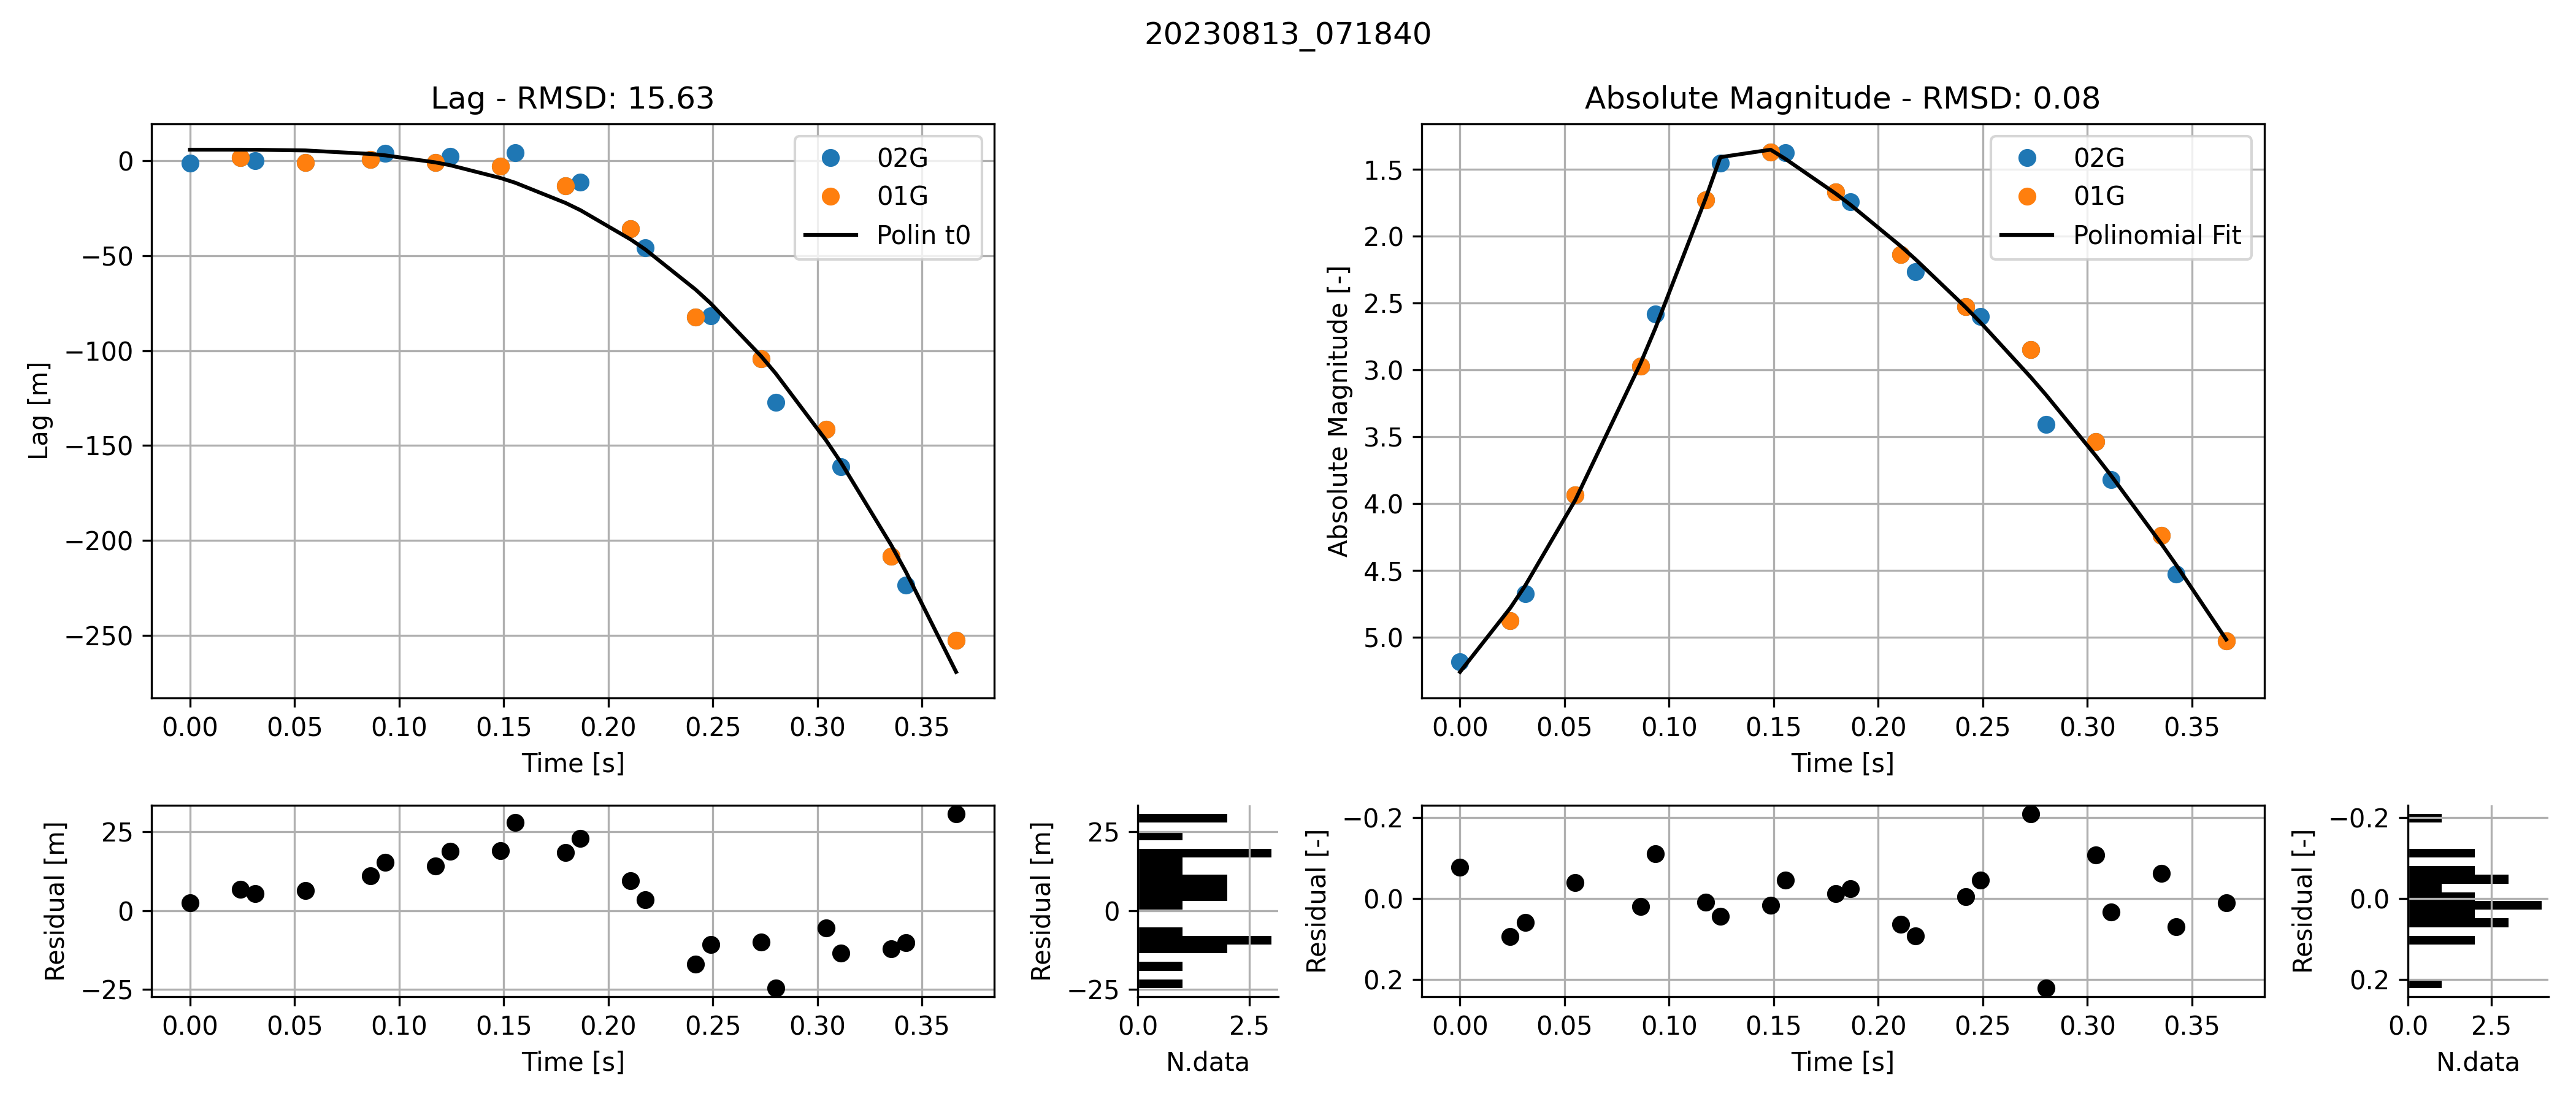 20230813_071840
Lag - RMSD: 15.63
0
−50
−100
−150
−200
−250
Lag [m]
02G
01G
Polin t0
0.00 0.05 0.10 0.15 0.20 0.25 0.30 0.35
Time [s]
Absolute Magnitude - RMSD: 0.08
1.5
2.0
2.5
3.0
3.5
4.0
4.5
5.0
Absolute Magnitude [-]
02G
01G
Polinomial Fit
0.00 0.05 0.10 0.15 0.20 0.25 0.30 0.35
Time [s]
25
0
−25
Residual [m]
0.00 0.05 0.10 0.15 0.20 0.25 0.30 0.35
Time [s]
25
0
−25
Residual [m]
0.0 2.5
N.data
−0.2
0.0
0.2
Residual [-]
0.00 0.05 0.10 0.15 0.20 0.25 0.30 0.35
Time [s]
−0.2
0.0
0.2
Residual [-]
0.0 2.5
N.data